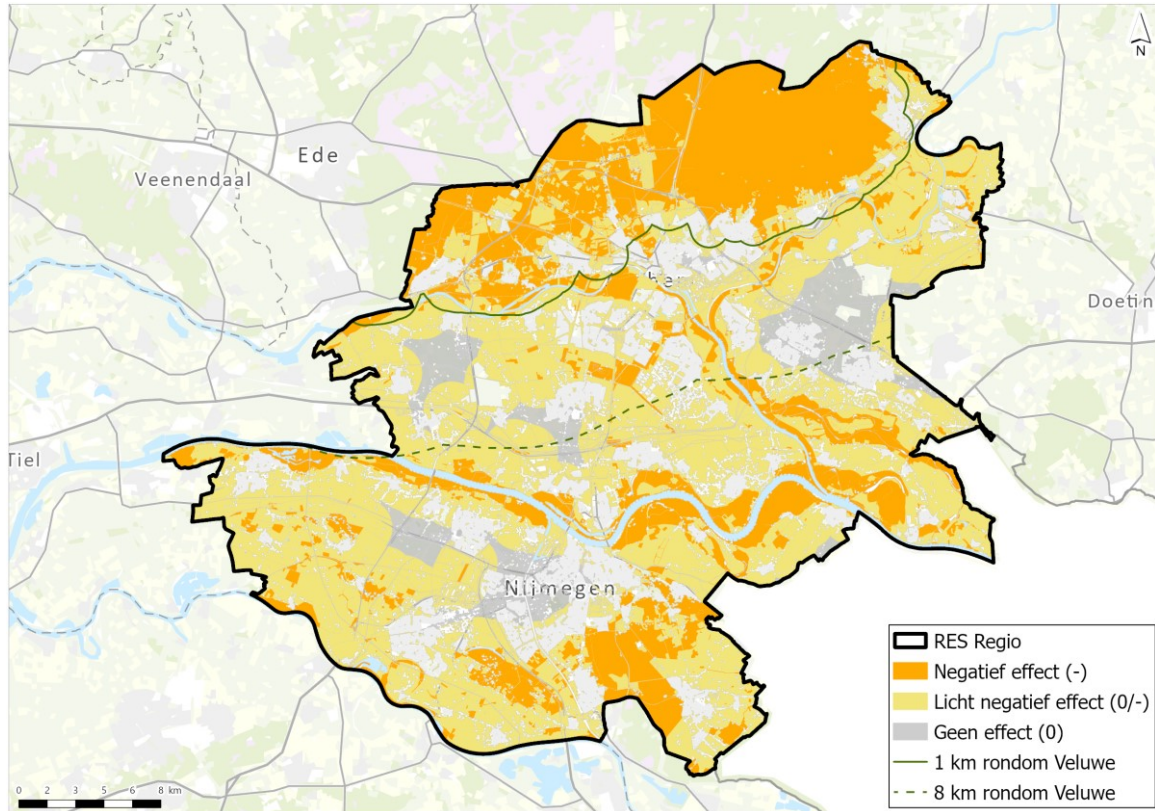 N
Ede
Veenendaal
Doetin
Tiel
Nijmegen
RES Regio
Negatief effect (-)
Licht negatief effect (0/-)
Geen effect (0)
1 km rondom Veluwe
8 km rondom Veluwe
0 2 3 5 6 8 km